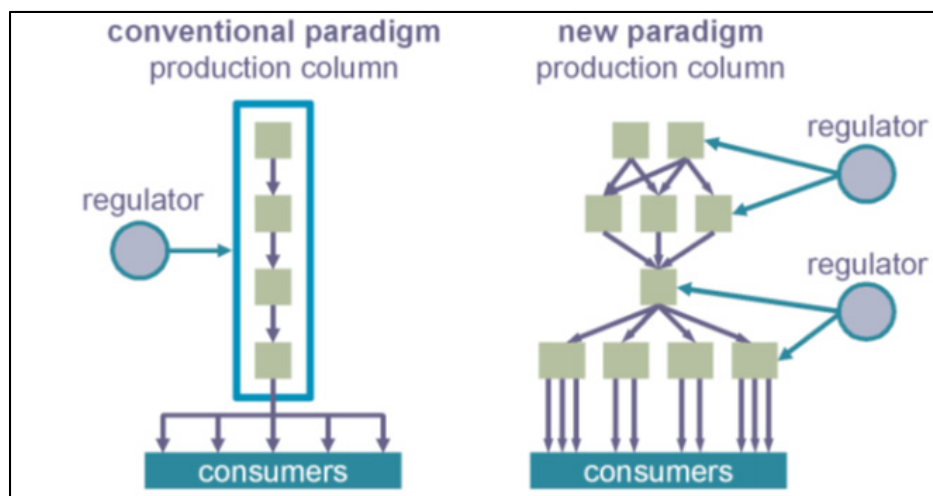 conventional paradigm
production column
regulator
consumers
new paradigm
production column
regulator
regulator
consumers